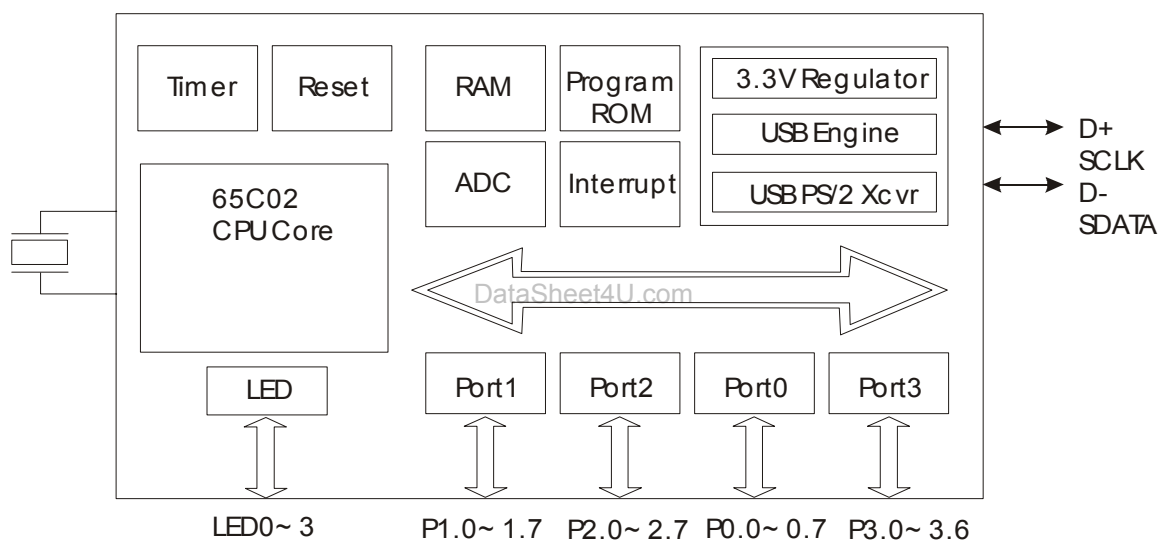 Timer
Reset
RAM
Program
ROM
3.3V Regulator
USB Engine
USB PS/2 Xcvr
ADC
Interrupt
65C02
CPU Core
D+
SCLK
D-
SDATA
DataSheet4U.com
LED
Port1
Port2
Port0
Port3
LED0~3
P1.0~1.7
P2.0~2.7
P0.0~0.7
P3.0~3.6